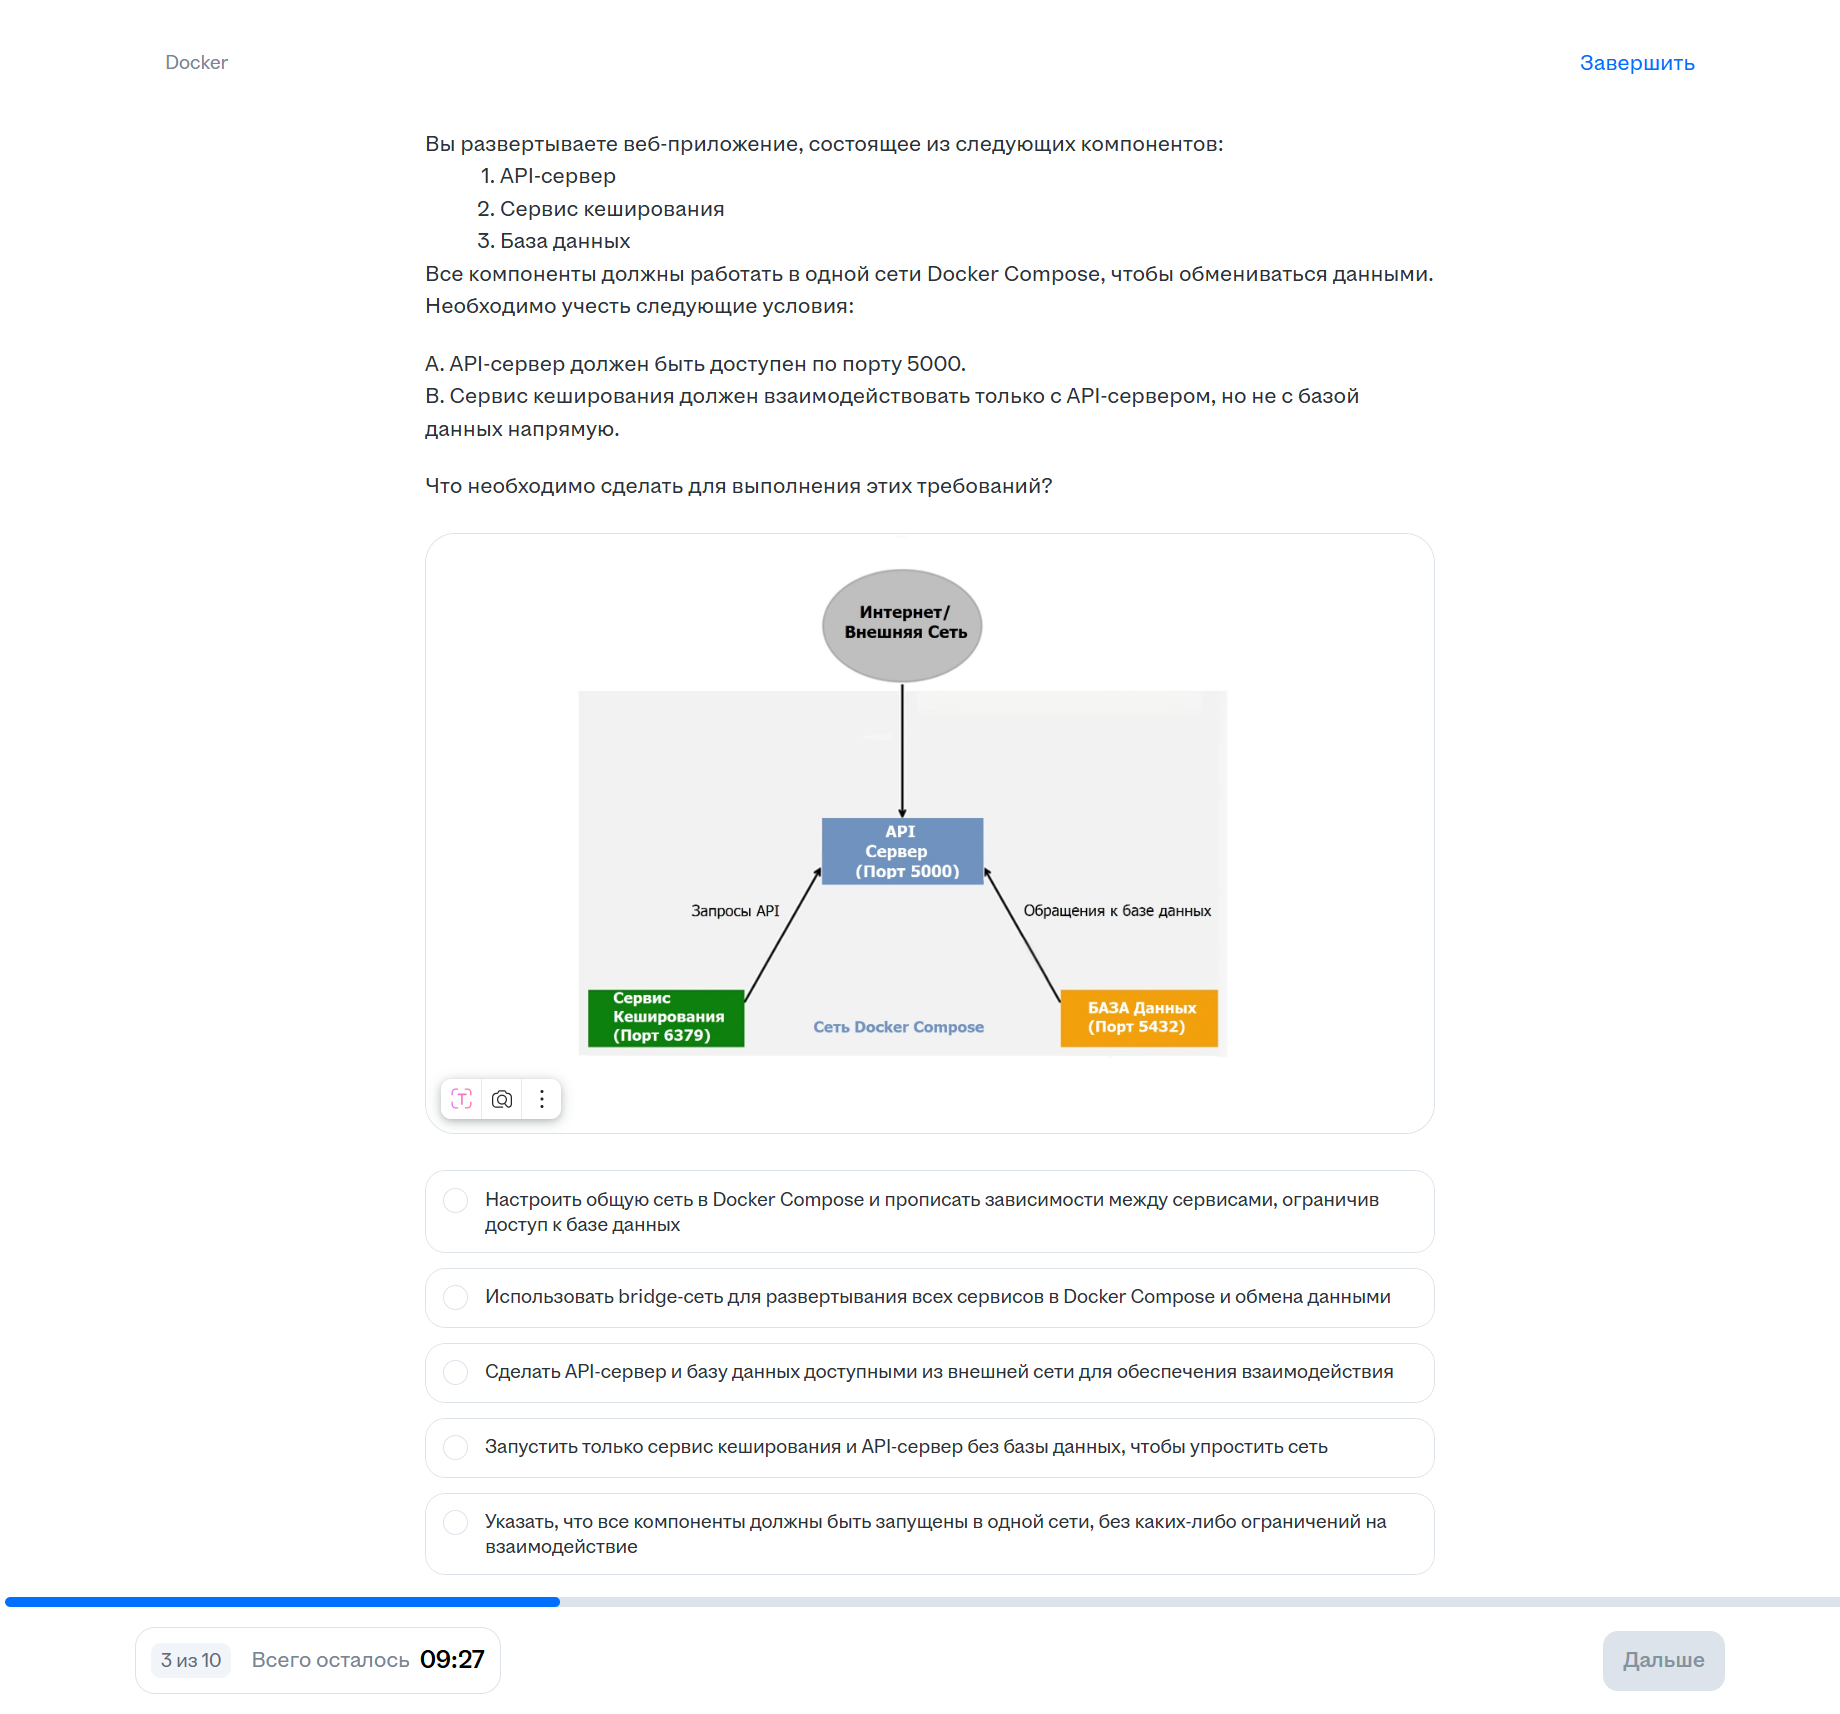 Docker
Завершить
Вы развертываете веб-приложение, состоящее из следующих компонентов:
1. API-сервер
2. Сервис кеширования
3. База данных
Все компоненты должны работать в одной сети Docker Compose, чтобы обмениваться данными.
Необходимо учесть следующие условия:
A. API-сервер должен быть доступен по порту 5000.
B. Сервис кеширования должен взаимодействовать только с API-сервером, но не с базой
данных напрямую.
Что необходимо сделать для выполнения этих требований?
Интернет/
Внешняя Сеть
API
Сервер
(Порт 5000)
Запросы API
Обращения к базе данных
Сервис
Кеширования
(Порт 6379)
Сеть Docker Compose
БАЗА Данных
(Порт 5432)
Настроить общую сеть в Docker Compose и прописать зависимости между сервисами, ограничив
доступ к базе данных
Использовать bridge-сеть для развертывания всех сервисов в Docker Compose и обмена данными
Сделать API-сервер и базу данных доступными из внешней сети для обеспечения взаимодействия
Запустить только сервис кеширования и API-сервер без базы данных, чтобы упростить сеть
Указать, что все компоненты должны быть запущены в одной сети, без каких-либо ограничений на
взаимодействие
3 из 10
Всего осталось 09:27
Дальше